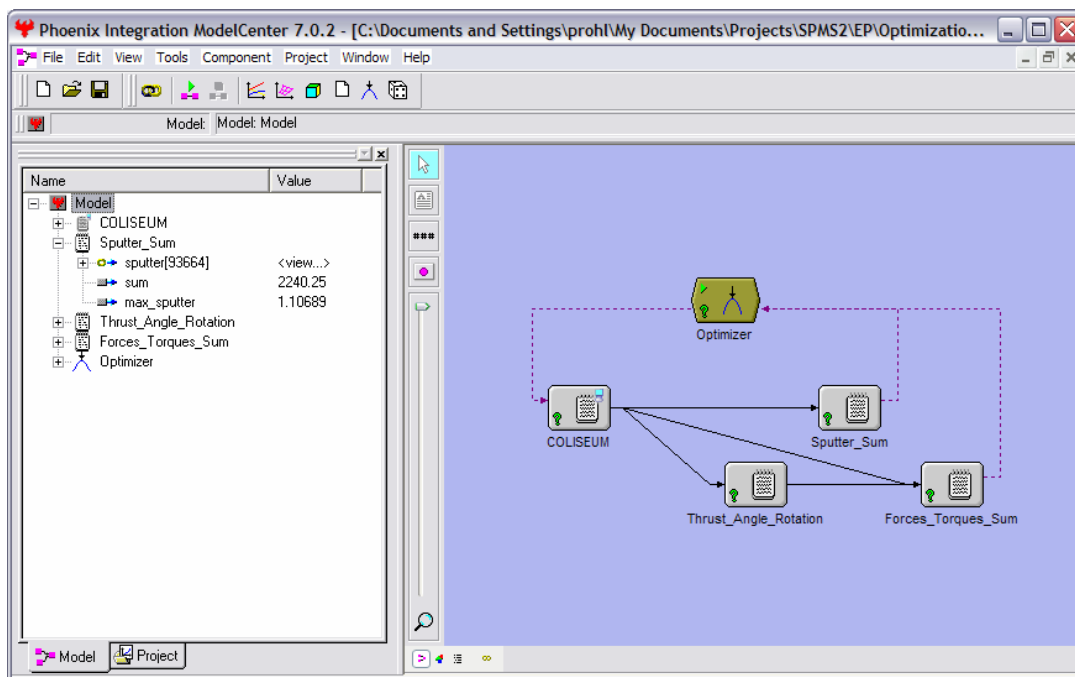 Phoenix Integration ModelCenter 7.0.2 - [C:\Documents and Settings\prohl\My Documents\Projects\SPMS2\EP\Optimizatio...
File Edit View Tools Component Project Window Help
Model: Model: Model
Name Value
Model
COLISEUM
Sputter_Sum
sputter[93664] <view...>
sum 2240.25
max_sputter 1.10689
Thrust_Angle_Rotation
Forces_Torques_Sum
Optimizer
Model Project
###
Optimizer
COLISEUM
Sputter_Sum
Thrust_Angle_Rotation
Forces_Torques_Sum